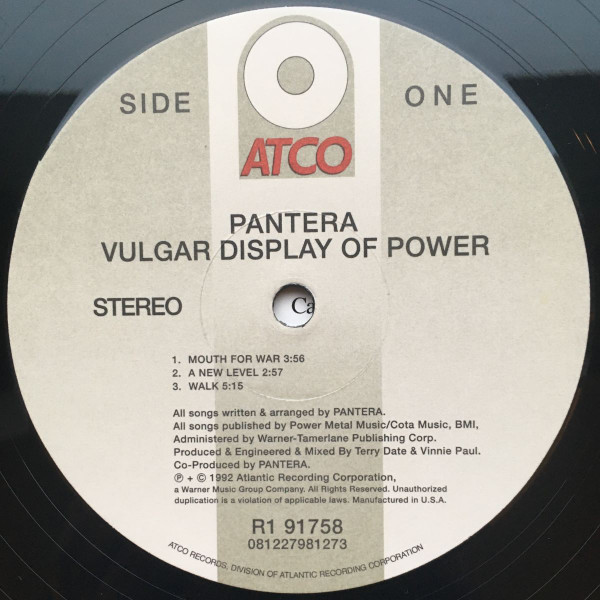 SIDE ONE
ATCO
PANTERA
VULGAR DISPLAY OF POWER
STEREO
Ca
1. MOUTH FOR WAR 3:56
2. A NEW LEVEL 2:57
3. WALK 5:15
All songs written & arranged by PANTERA.
All songs published by Power Metal Music/Cota Music, BMI,
Administered by Warner-Tamerlane Publishing Corp.
Produced & Engineered & Mixed By Terry Date & Vinnie Paul.
Co-Produced by PANTERA.
℗ + © 1992 Atlantic Recording Corporation,
a Warner Music Group Company. All Rights Reserved. Unauthorized
duplication is a violation of applicable laws. Manufactured in U.S.A.
R1 91758
081227981273
ATCO RECORDS, DIVISION OF ATLANTIC RECORDING CORPORATION